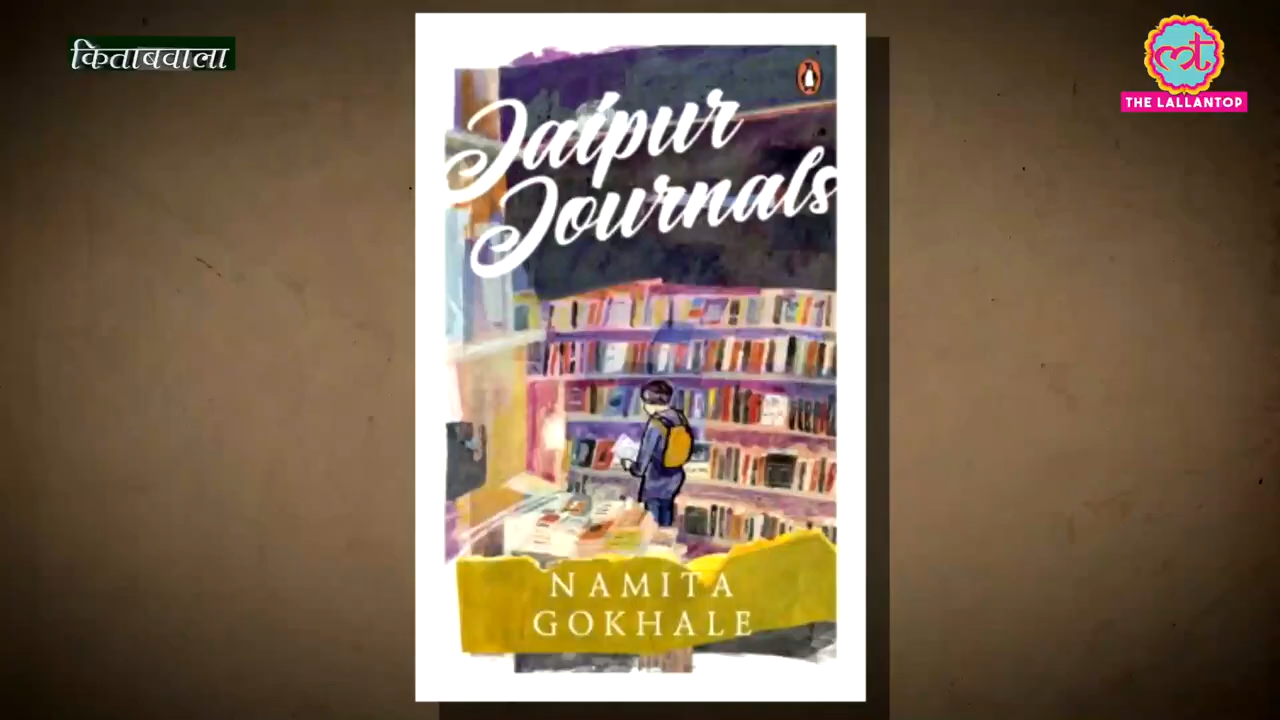 किताबवाला
THE LALLANTOP
Jaipur
Journals
NAMITA
GOKHALE